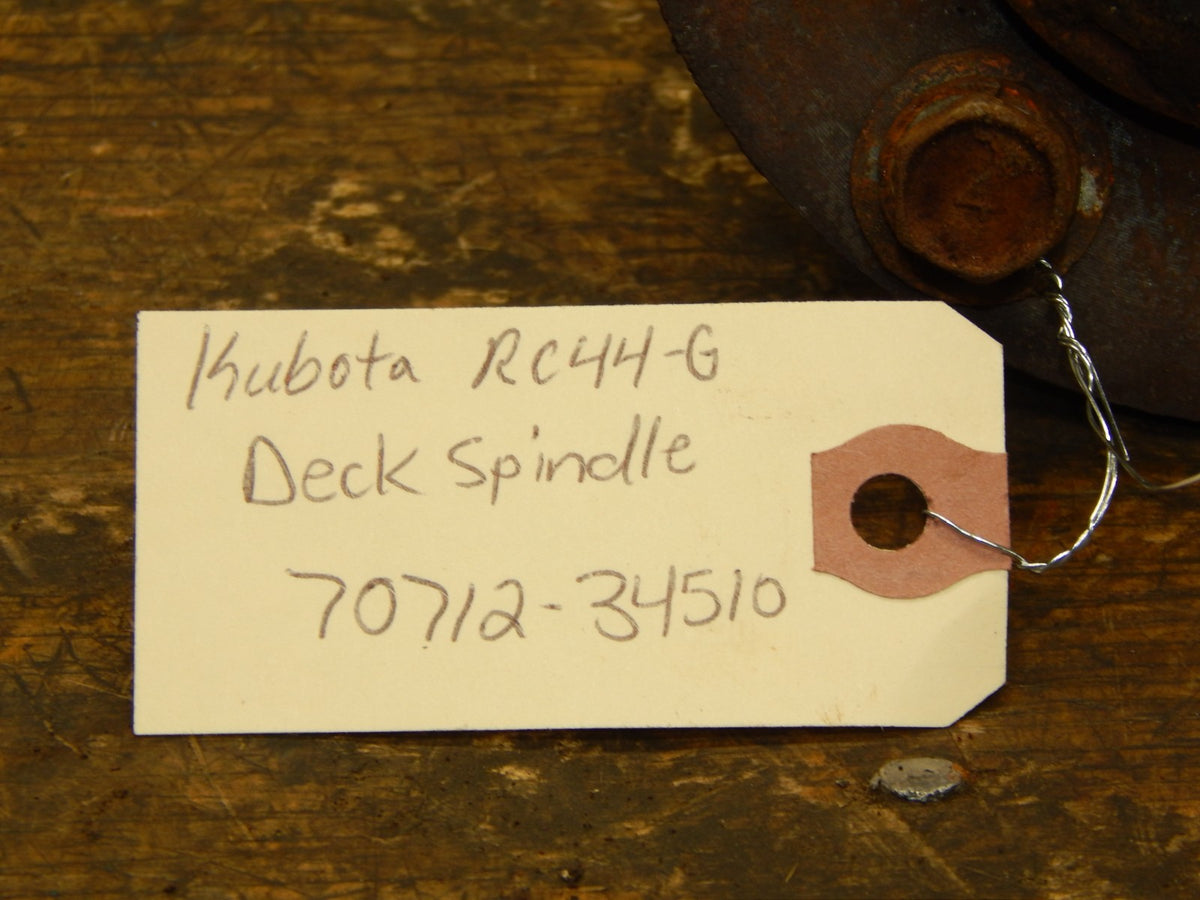 Kubota RC44-G
Deck Spindle
70712-34510